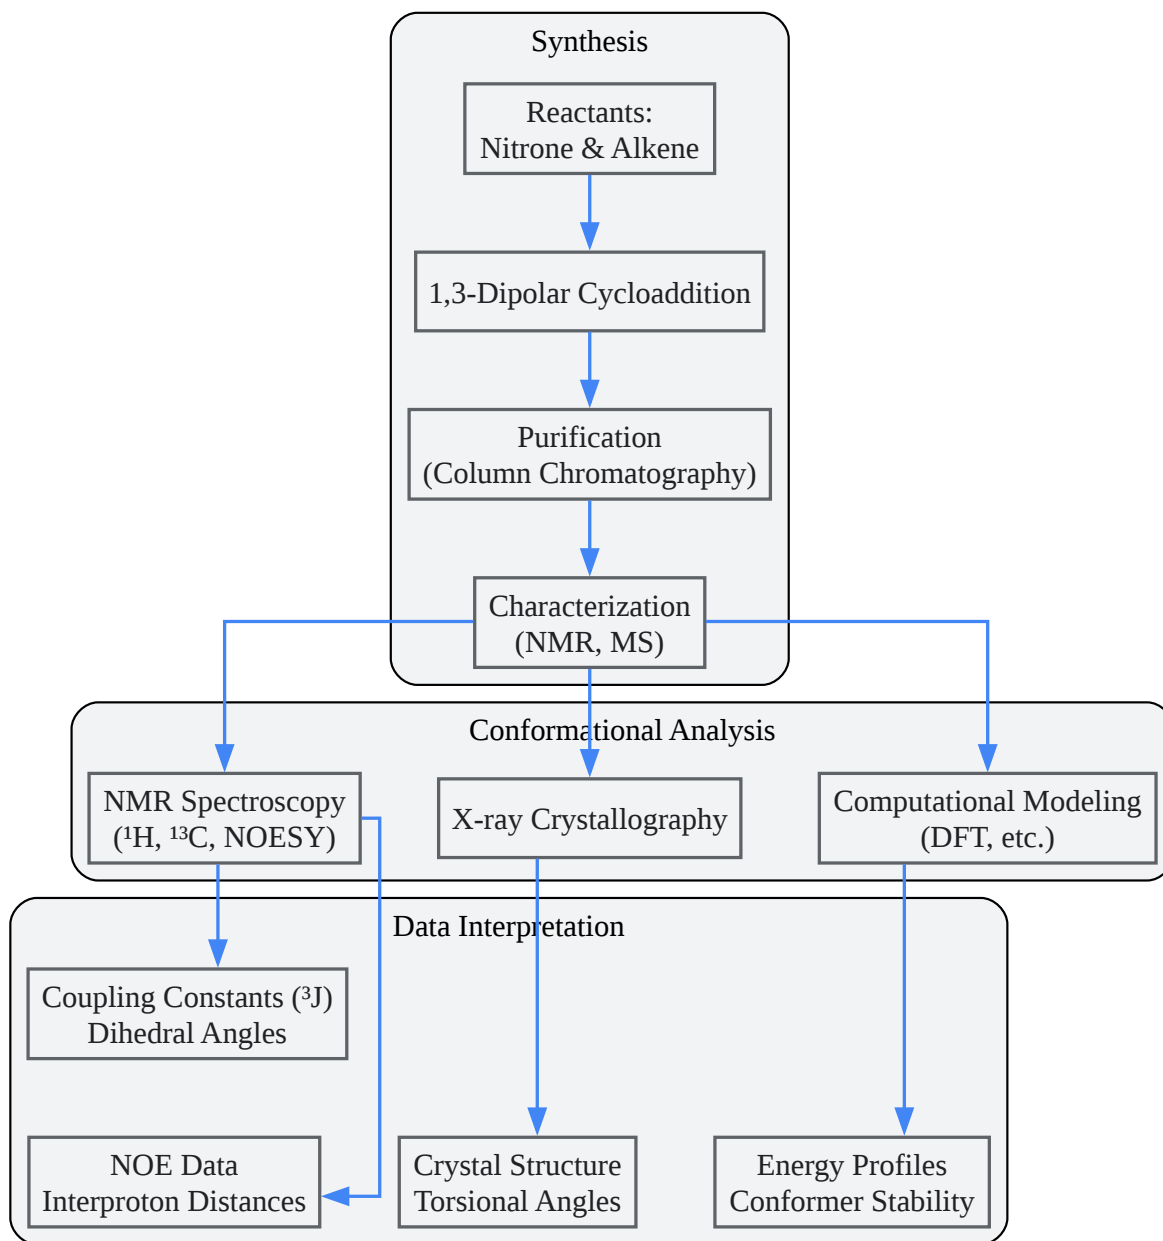 Synthesis
Reactants:
Nitrone & Alkene
1,3-Dipolar Cycloaddition
Purification
(Column Chromatography)
Characterization
(NMR, MS)
Conformational Analysis
NMR Spectroscopy
(¹H, ¹³C, NOESY)
X-ray Crystallography
Computational Modeling
(DFT, etc.)
Data Interpretation
Coupling Constants (³J)
Dihedral Angles
NOE Data
Interproton Distances
Crystal Structure
Torsional Angles
Energy Profiles
Conformer Stability